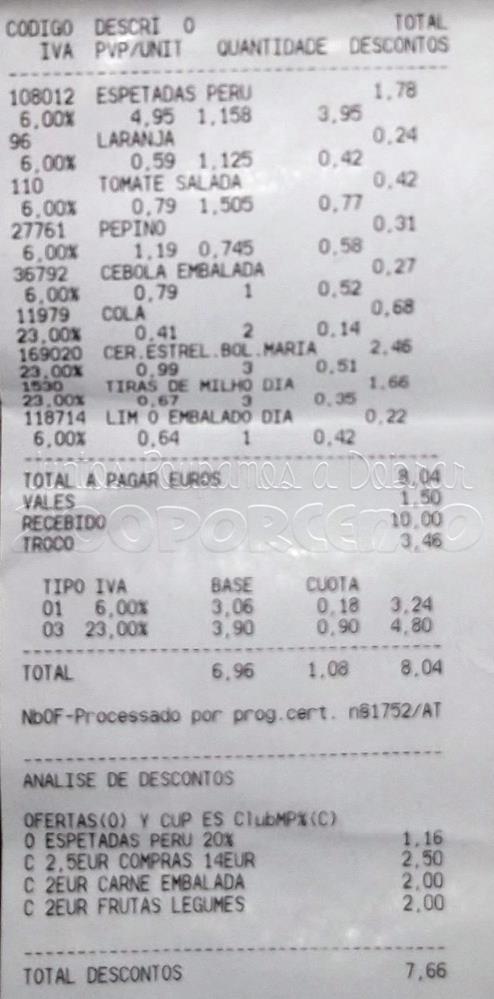 CODIGO DESCRI O TOTAL
IVA PVP/UNIT QUANTIDADE DESCONTOS
108012 ESPETADAS PERU 1,78
6,00% 4,95 1,158 3,95
96 LARANJA 0,24
6,00% 0,59 1,125 0,42
110 TOMATE SALADA 0,42
6,00% 0,79 1,505 0,77
27761 PEPINO 0,31
6,00% 1,19 0,745 0,58
36792 CEBOLA EMBALADA 0,27
6,00% 0,79 1 0,52
11979 COLA 0,68
23,00% 0,41 2 0,14
169020 CER.ESTREL.BOL.MARIA 2,46
23,00% 0,99 3 0,51
1530 TIRAS DE MILHO DIA 1,66
23,00% 0,67 3 0,35
118714 LIM O EMBALADO DIA 0,22
6,00% 0,64 1 0,42
Juntos Poupamos a Dobrar
TOTAL A PAGAR EUROS 8,04
VALES 1,50
100PORCENTO
RECEBIDO 10,00
TROCO 3,46
TIPO IVA BASE CUOTA
01 6,00% 3,06 0,18 3,24
03 23,00% 3,90 0,90 4,80
TOTAL 6,96 1,08 8,04
NbOF-Processado por prog.cert. nº1752/AT
ANALISE DE DESCONTOS
OFERTAS(O) Y CUP ES ClubMP%(C)
O ESPETADAS PERU 20% 1,16
C 2,5EUR COMPRAS 14EUR 2,50
C 2EUR CARNE EMBALADA 2,00
C 2EUR FRUTAS LEGUMES 2,00
TOTAL DESCONTOS 7,66